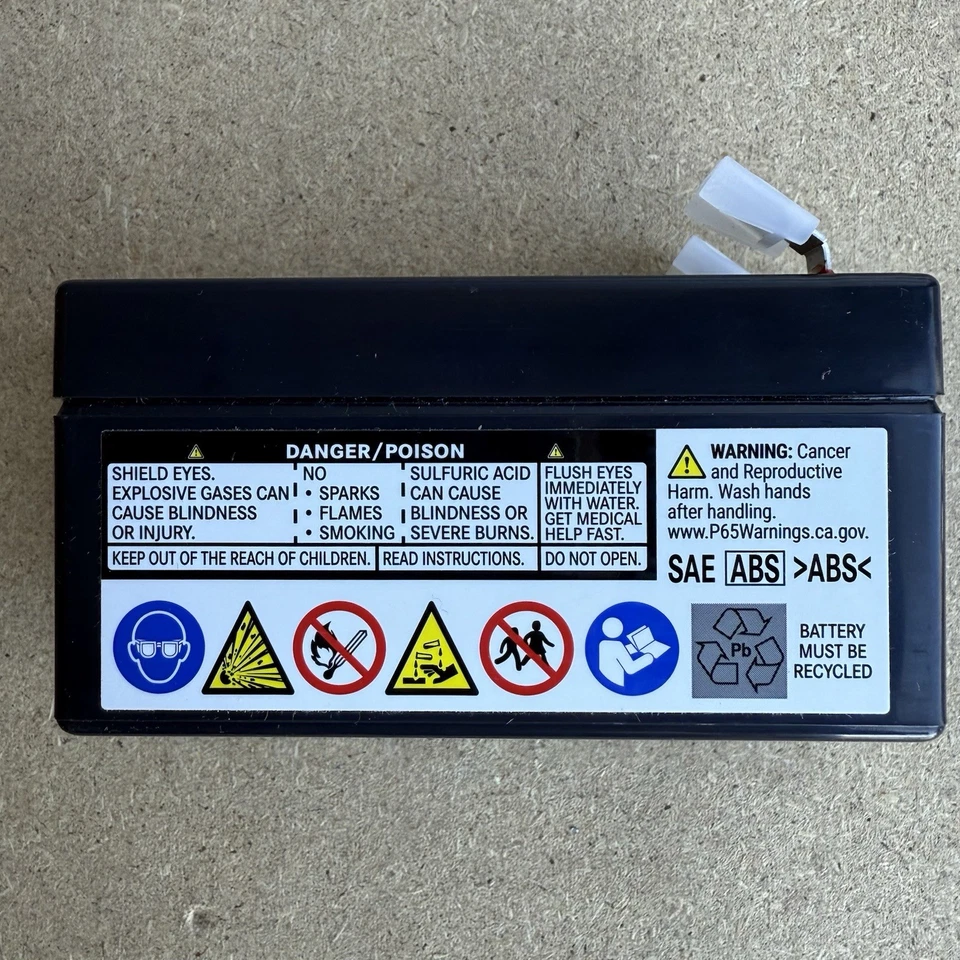 DANGER/POISON
SHIELD EYES.
EXPLOSIVE GASES CAN
CAUSE BLINDNESS
OR INJURY.
NO
• SPARKS
• FLAMES
• SMOKING
SULFURIC ACID
CAN CAUSE
BLINDNESS OR
SEVERE BURNS.
FLUSH EYES
IMMEDIATELY
WITH WATER.
GET MEDICAL
HELP FAST.
KEEP OUT OF THE REACH OF CHILDREN.
READ INSTRUCTIONS.
DO NOT OPEN.
WARNING: Cancer
and Reproductive
Harm. Wash hands
after handling.
www.P65Warnings.ca.gov.
SAE ABS >ABS<
Pb
BATTERY
MUST BE
RECYCLED